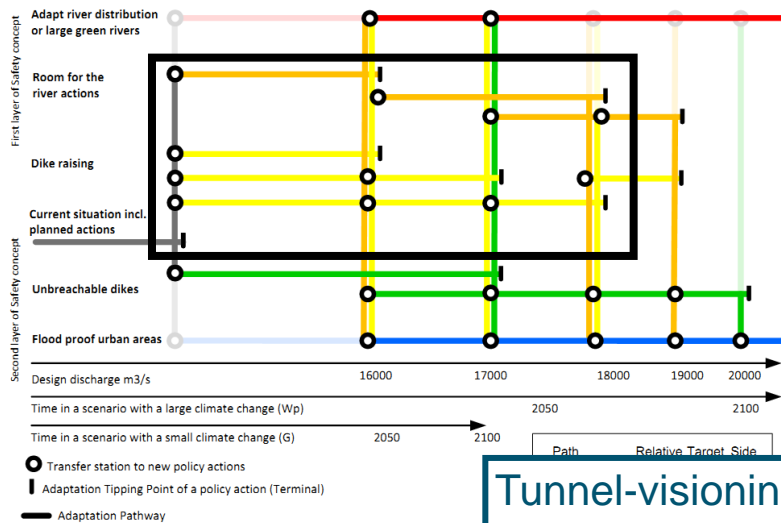 Adapt river distribution
or large green rivers
First layer of Safety concept
Room for the
river actions
Dike raising
Current situation incl.
planned actions
Second layer of Safety concept
Unbreachable dikes
Flood proof urban areas
Design discharge m3/s 16000 17000 18000 19000 20000
Time in a scenario with a large climate change (Wp) 2050 2100
Time in a scenario with a small climate change (G) 2050 2100
Path Relative Target Side
Transfer station to new policy actions
Adaptation Tipping Point of a policy action (Terminal)
Adaptation Pathway
Tunnel-visionin